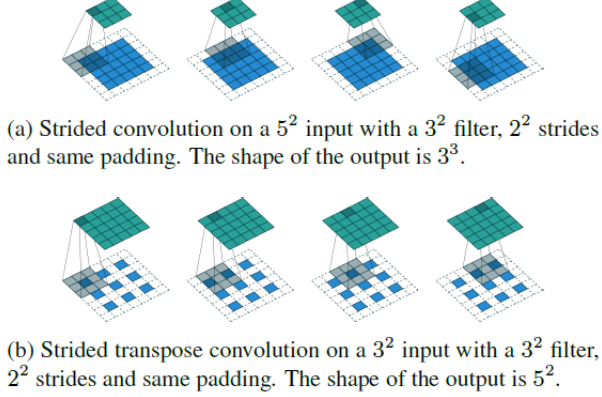 (a) Strided convolution on a 5² input with a 3² filter, 2² strides
and same padding. The shape of the output is 3³.
(b) Strided transpose convolution on a 3² input with a 3² filter,
2² strides and same padding. The shape of the output is 5².